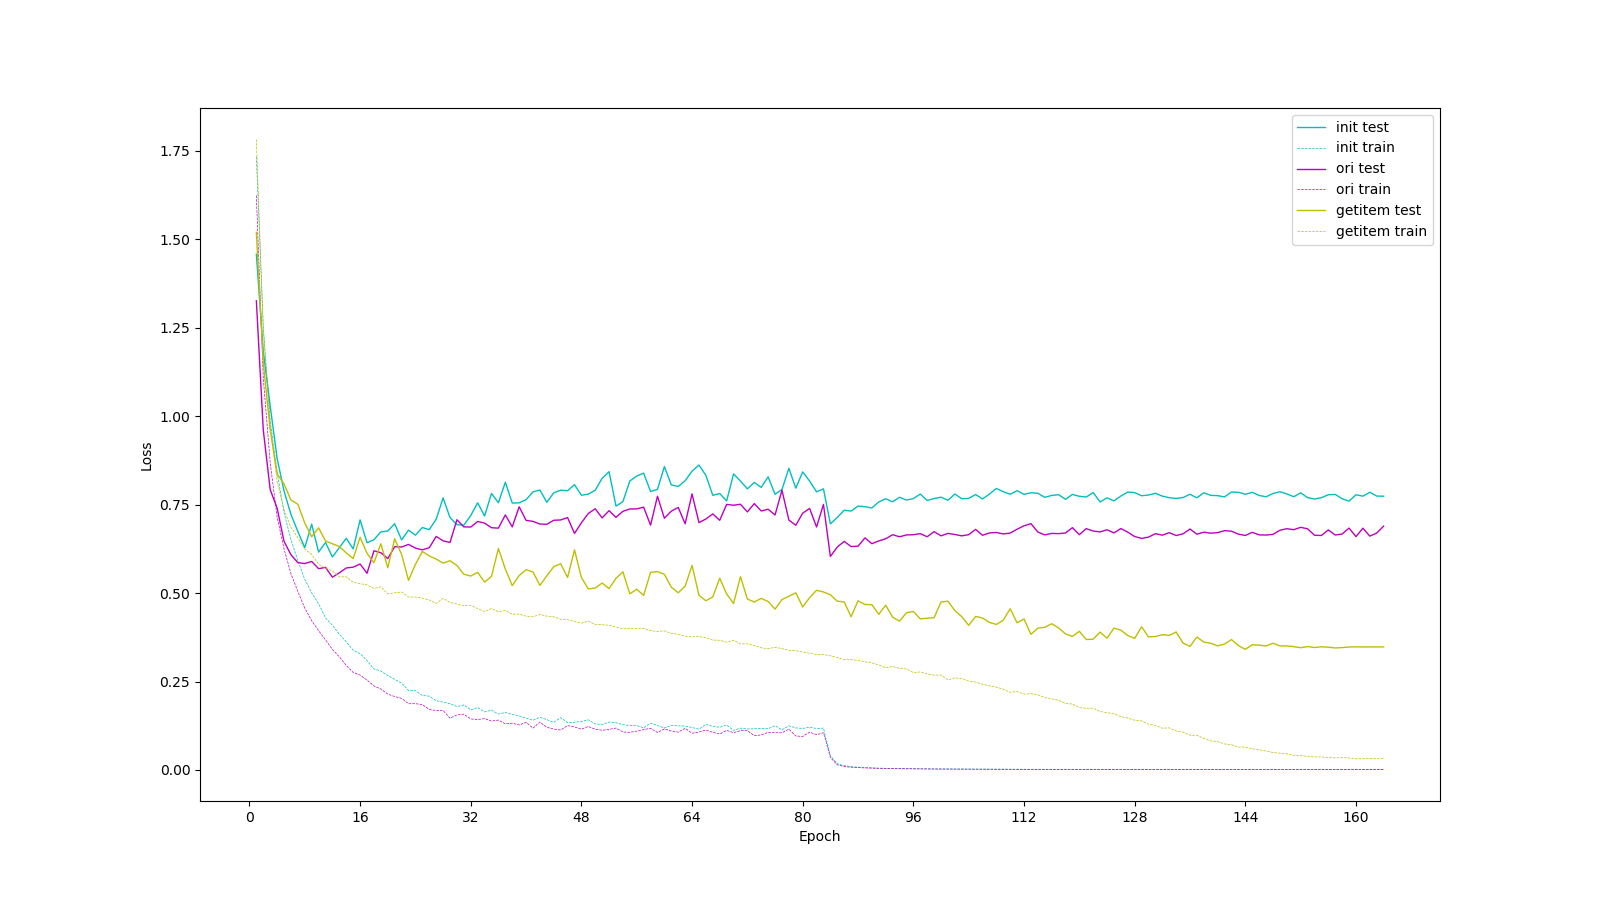 init test
init train
ori test
ori train
getitem test
getitem train
1.75
1.50
1.25
1.00
0.75
0.50
0.25
0.00
Loss
0 16 32 48 64 80 96 112 128 144 160
Epoch